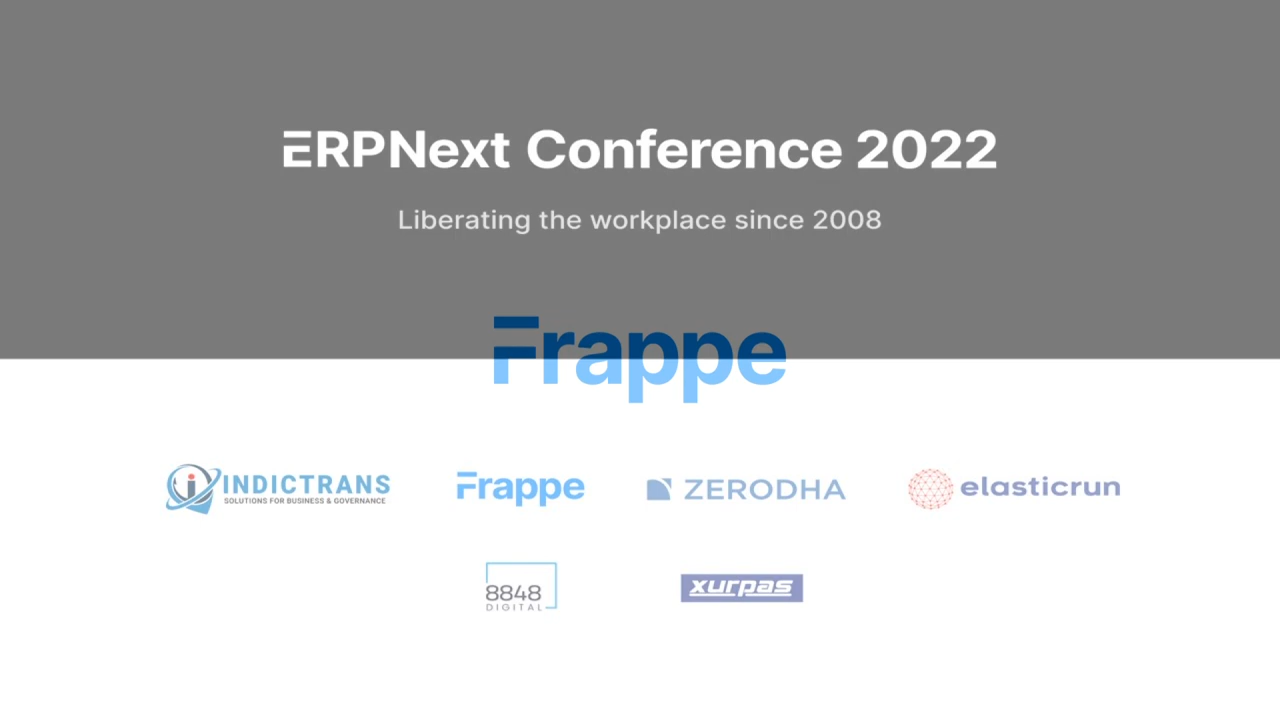 ERPNext Conference 2022
Liberating the workplace since 2008
Frappe
INDICTRANS
SOLUTIONS FOR BUSINESS & GOVERNANCE
Frappe
ZERODHA
elasticrun
8848
DIGITAL
xurpas